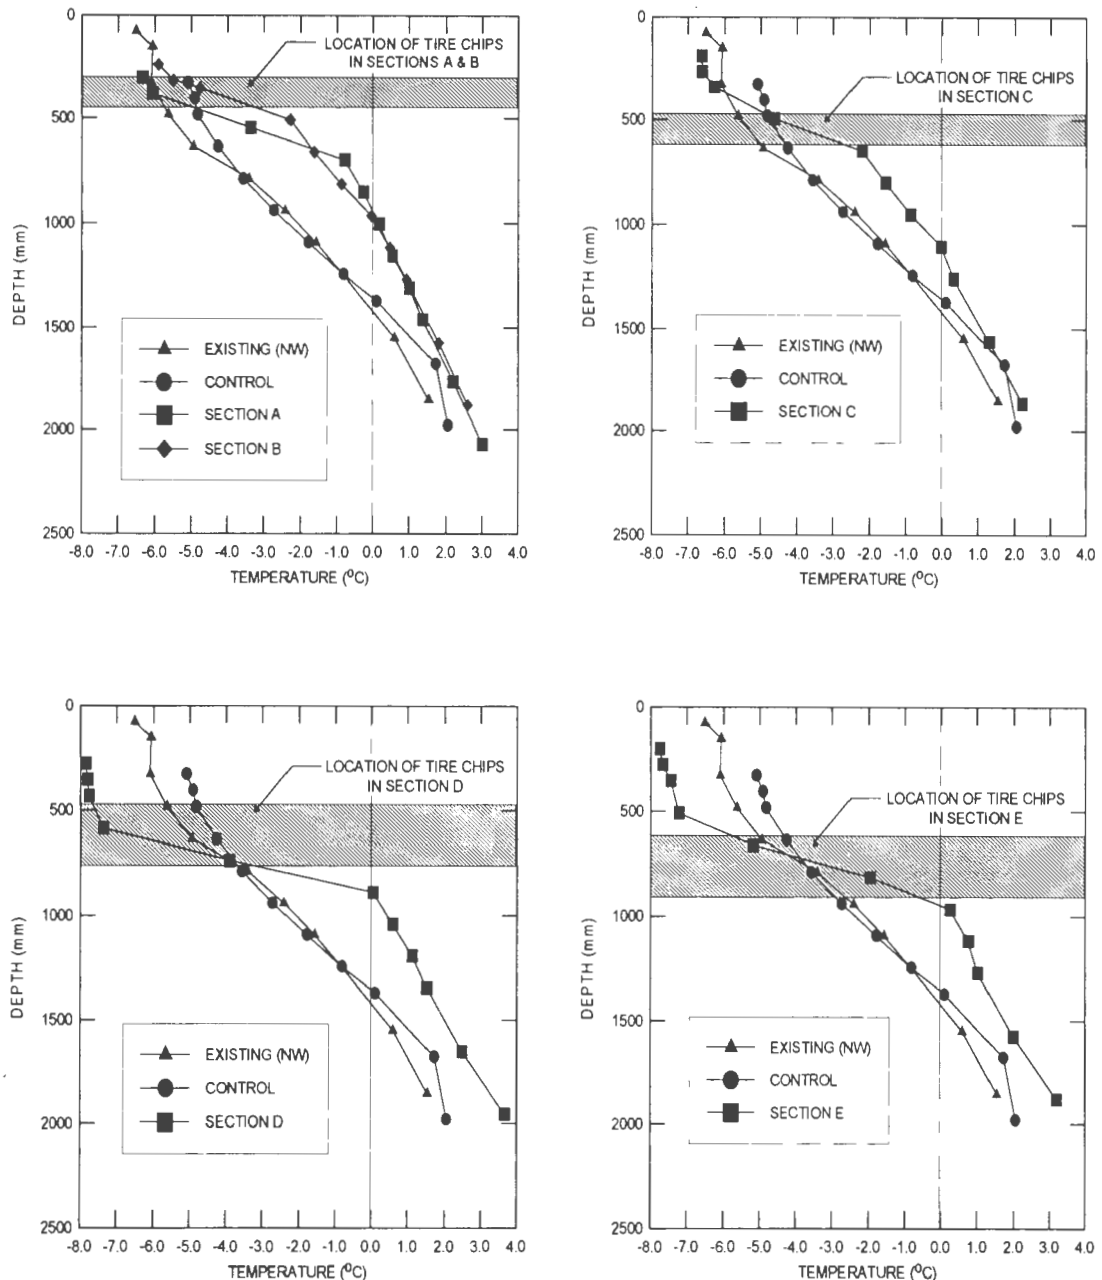 0
500
1000
1500
2000
2500
DEPTH (mm)
LOCATION OF TIRE CHIPS
IN SECTIONS A & B
EXISTING (NW)
CONTROL
SECTION A
SECTION B
-8.0 -7.0 -6.0 -5.0 -4.0 -3.0 -2.0 -1.0 0.0 1.0 2.0 3.0 4.0
TEMPERATURE (⁰C)
0
500
1000
1500
2000
2500
DEPTH (mm)
LOCATION OF TIRE CHIPS
IN SECTION C
EXISTING (NW)
CONTROL
SECTION C
-8.0 -7.0 -6.0 -5.0 -4.0 -3.0 -2.0 -1.0 0.0 1.0 2.0 3.0 4.0
TEMPERATURE (⁰C)
0
500
1000
1500
2000
2500
DEPTH (mm)
LOCATION OF TIRE CHIPS
IN SECTION D
EXISTING (NW)
CONTROL
SECTION D
-8.0 -7.0 -6.0 -5.0 -4.0 -3.0 -2.0 -1.0 0.0 1.0 2.0 3.0 4.0
TEMPERATURE (⁰C)
0
500
1000
1500
2000
2500
DEPTH (mm)
LOCATION OF TIRE CHIPS
IN SECTION E
EXISTING (NW)
CONTROL
SECTION E
-8.0 -7.0 -6.0 -5.0 -4.0 -3.0 -2.0 -1.0 0.0 1.0 2.0 3.0 4.0
TEMPERATURE (⁰C)